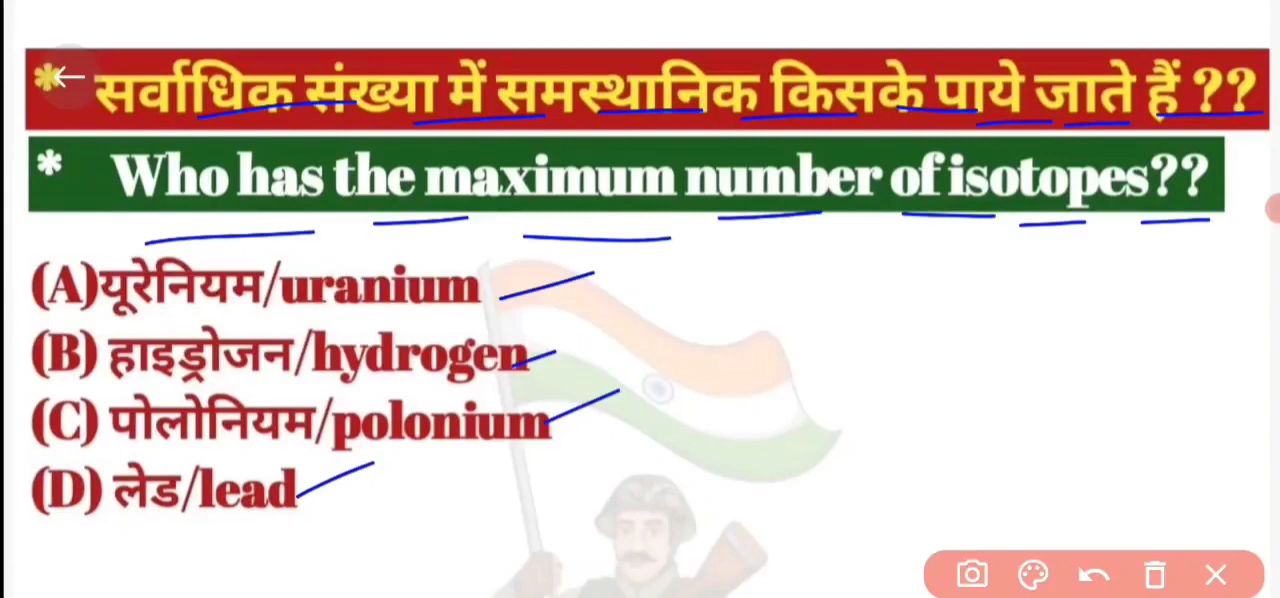 * सर्वाधिक संख्या में समस्थानिक किसके पाये जाते हैं ??
* Who has the maximum number of isotopes??
(A)यूरेनियम/uranium
(B) हाइड्रोजन/hydrogen
(C) पोलोनियम/polonium
(D) लेड/lead